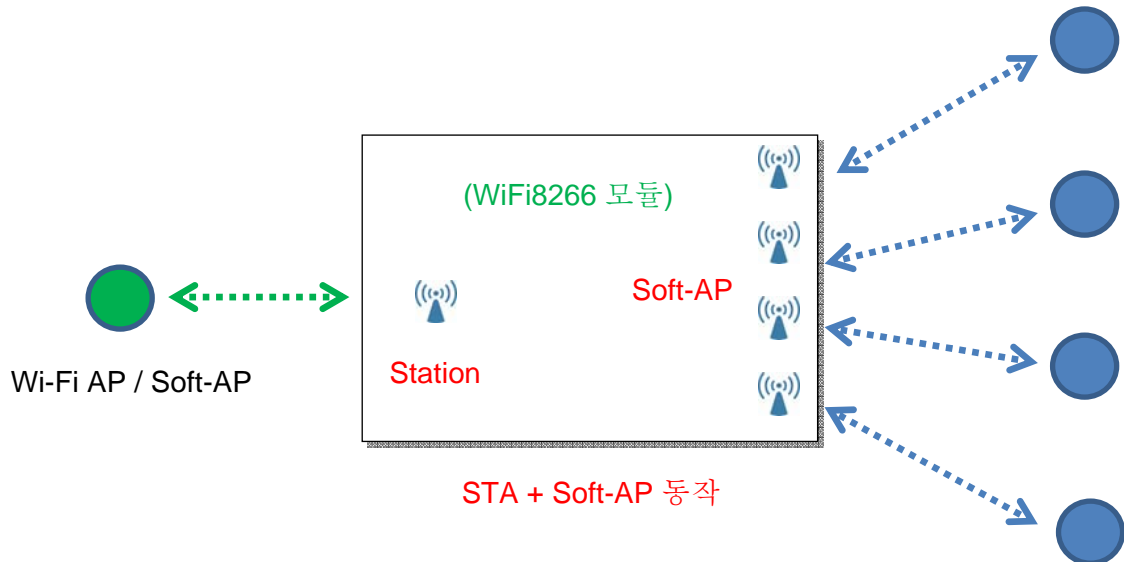 (WiFi8266 모듈)
Soft-AP
Station
Wi-Fi AP / Soft-AP
STA + Soft-AP 동작